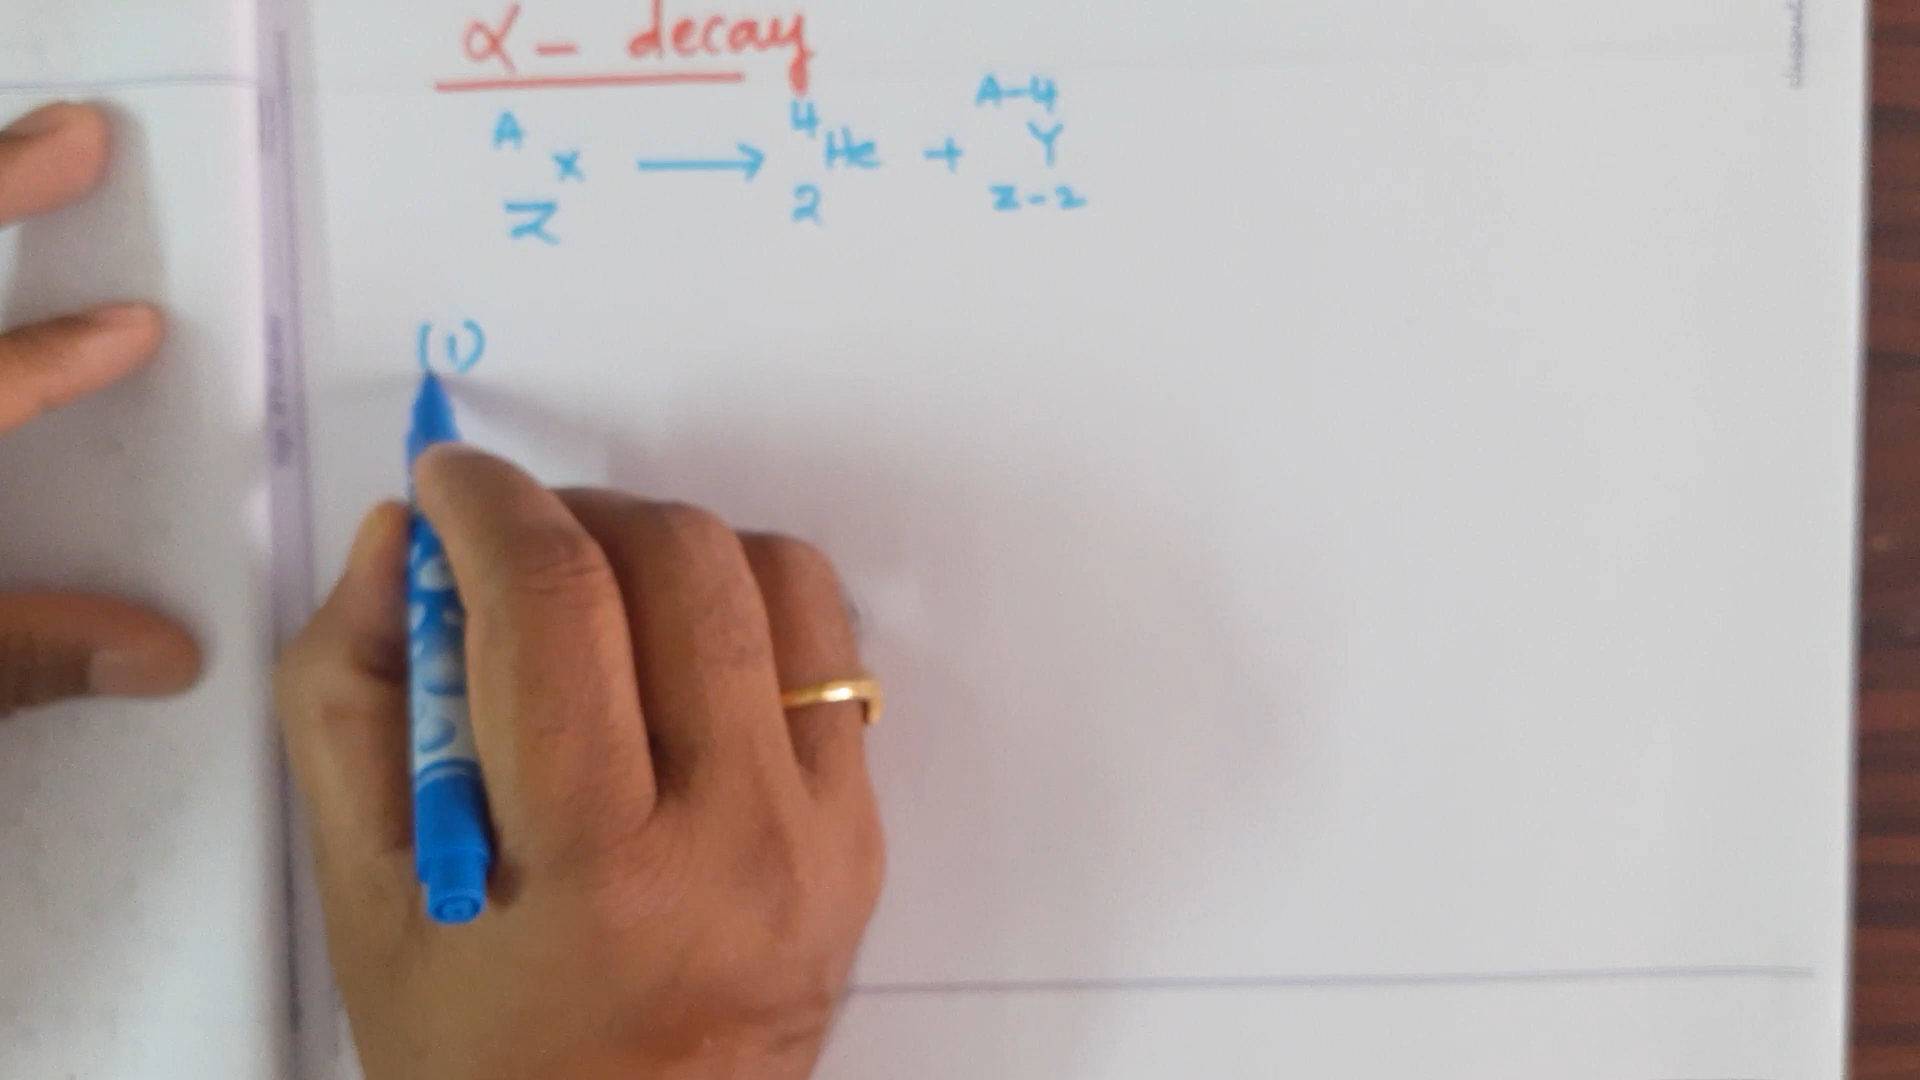 α - decay
A 4 A-4
X → He + Y
Z 2 Z-2
(1)